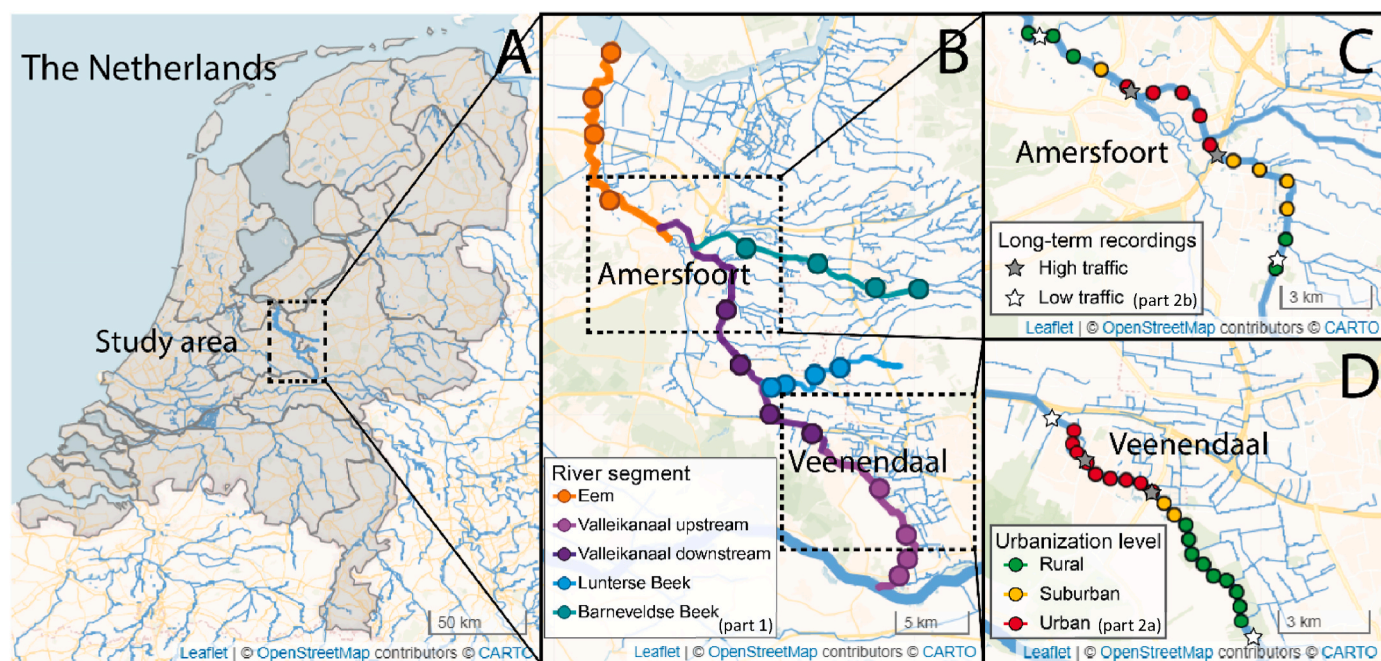 A
The Netherlands
Study area
50 km
Leaflet | © OpenStreetMap contributors © CARTO
B
Amersfoort
Veenendaal
River segment
Eem
Valleikanaal upstream
Valleikanaal downstream
Lunterse Beek
Barneveldse Beek (part 1)
5 km
Leaflet | © OpenStreetMap contributors © CARTO
C
Amersfoort
Long-term recordings
High traffic
Low traffic (part 2b)
3 km
Leaflet | © OpenStreetMap contributors © CARTO
D
Veenendaal
Urbanization level
Rural
Suburban
Urban (part 2a)
3 km
Leaflet | © OpenStreetMap contributors © CARTO